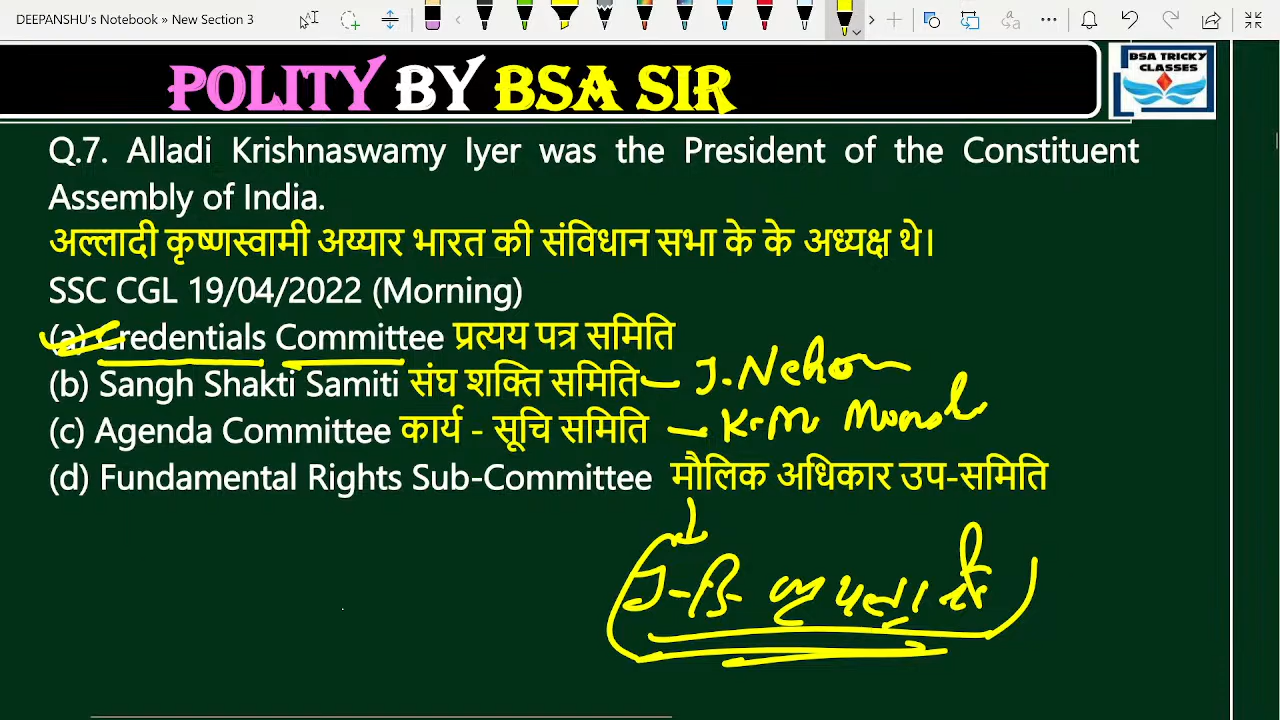 DEEPANSHU's Notebook » New Section 3
POLITY BY BSA SIR
BSA TRICKY
CLASSES
Q.7. Alladi Krishnaswamy Iyer was the President of the Constituent
Assembly of India.
अल्लादी कृष्णस्वामी अय्यार भारत की संविधान सभा के के अध्यक्ष थे।
SSC CGL 19/04/2022 (Morning)
(a) Credentials Committee प्रत्यय पत्र समिति
(b) Sangh Shakti Samiti संघ शक्ति समिति - J. Nehru
(c) Agenda Committee कार्य - सूचि समिति - K.M
(d) Fundamental Rights Sub-Committee मौलिक अधिकार उप-समिति
J-B